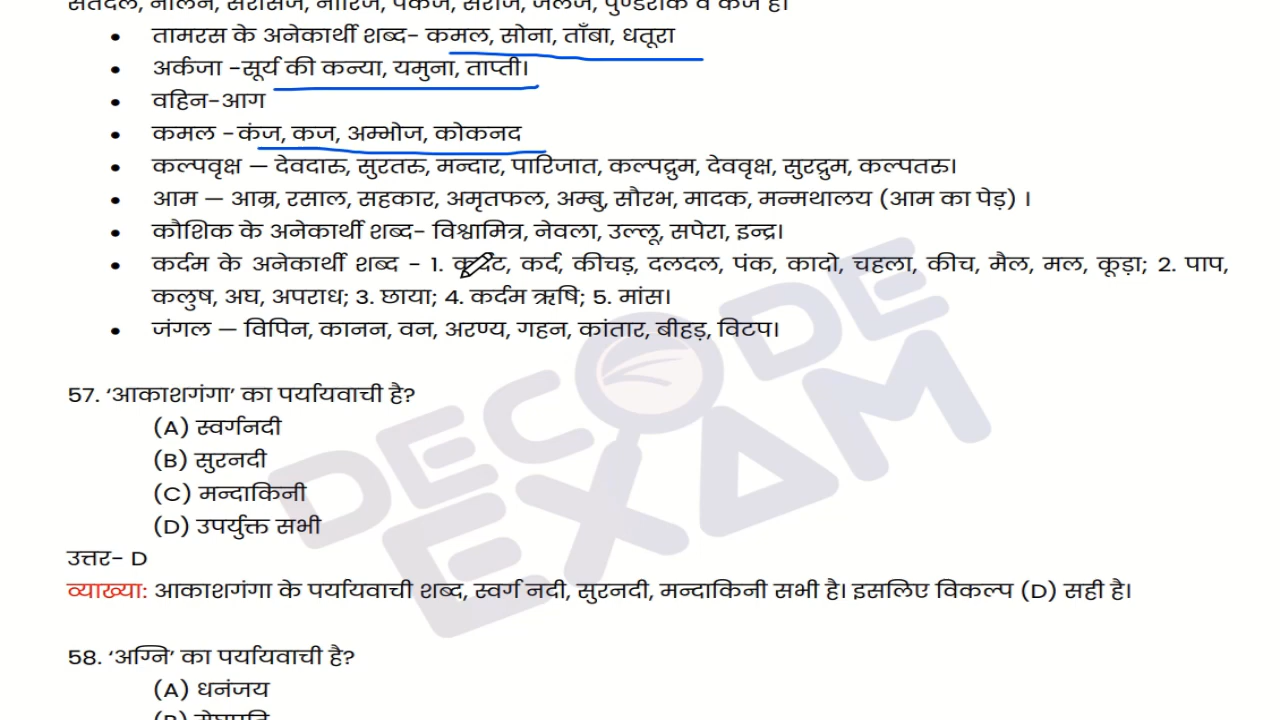 तामरस के अनेकार्थी शब्द- कमल, सोना, ताँबा, धतूरा
अर्कजा -सूर्य की कन्या, यमुना, ताप्ती।
वहिन-आग
कमल -कंज, कज, अम्भोज, कोकनद
कल्पवृक्ष — देवदारु, सुरतरु, मन्दार, पारिजात, कल्पद्रुम, देववृक्ष, सुरद्रुम, कल्पतरु।
आम — आम्र, रसाल, सहकार, अमृतफल, अम्बु, सौरभ, मादक, मन्मथालय (आम का पेड़) ।
कौशिक के अनेकार्थी शब्द- विश्वामित्र, नेवला, उल्लू, सपेरा, इन्द्र।
कर्दम के अनेकार्थी शब्द - 1. कर्दट, कर्द, कीचड़, दलदल, पंक, कादो, चहला, कीच, मैल, मल, कूड़ा; 2. पाप,
कलुष, अघ, अपराध; 3. छाया; 4. कर्दम ऋषि; 5. मांस।
जंगल — विपिन, कानन, वन, अरण्य, गहन, कांतार, बीहड़, विटप।
57. ‘आकाशगंगा’ का पर्यायवाची है?
(A) स्वर्गनदी
(B) सुरनदी
(C) मन्दाकिनी
(D) उपर्युक्त सभी
उत्तर- D
व्याख्या: आकाशगंगा के पर्यायवाची शब्द, स्वर्ग नदी, सुरनदी, मन्दाकिनी सभी है। इसलिए विकल्प (D) सही है।
58. ‘अग्नि’ का पर्यायवाची है?
(A) धनंजय
DECODE
EXAM